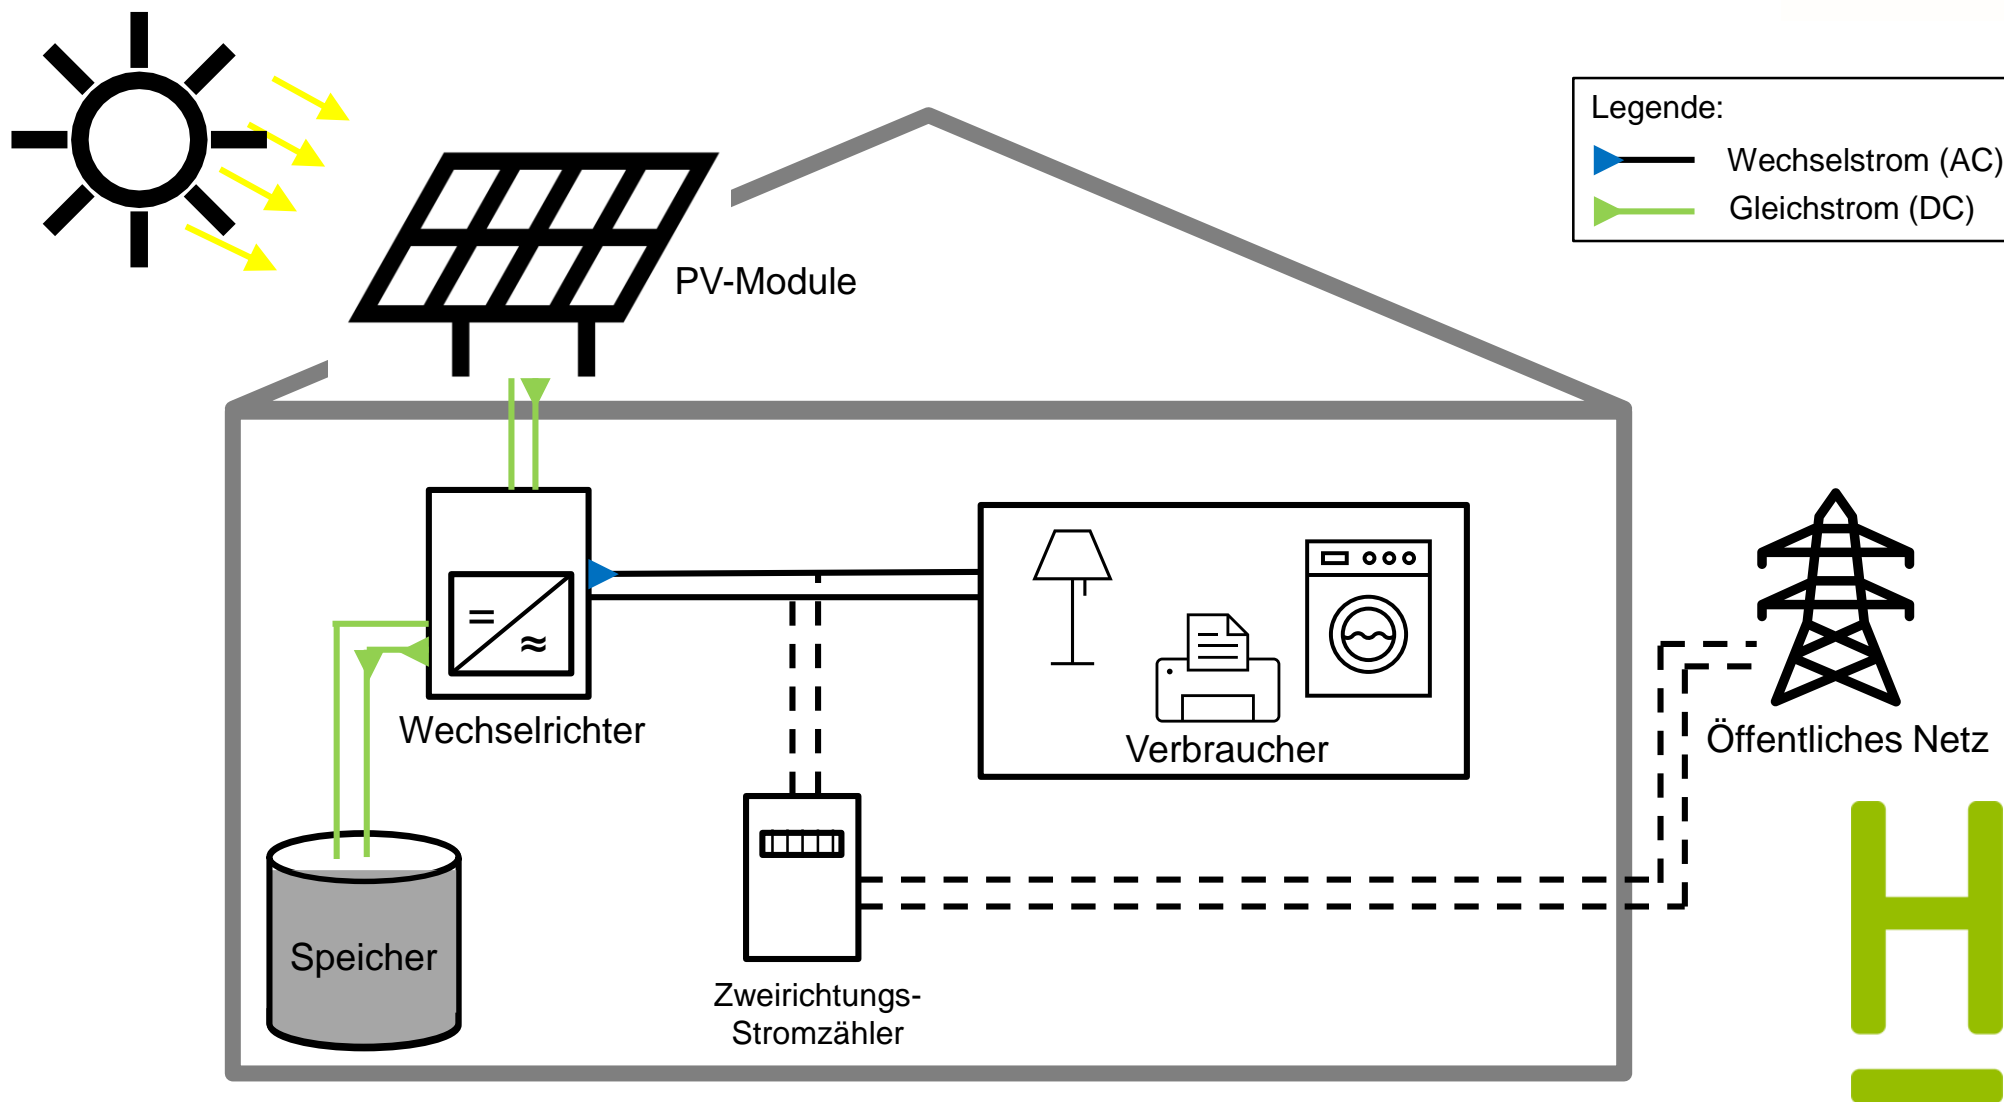 Legende:
Wechselstrom (AC)
Gleichstrom (DC)
PV-Module
Wechselrichter
Verbraucher
Öffentliches Netz
Speicher
Zweirichtungs-
Stromzähler
H